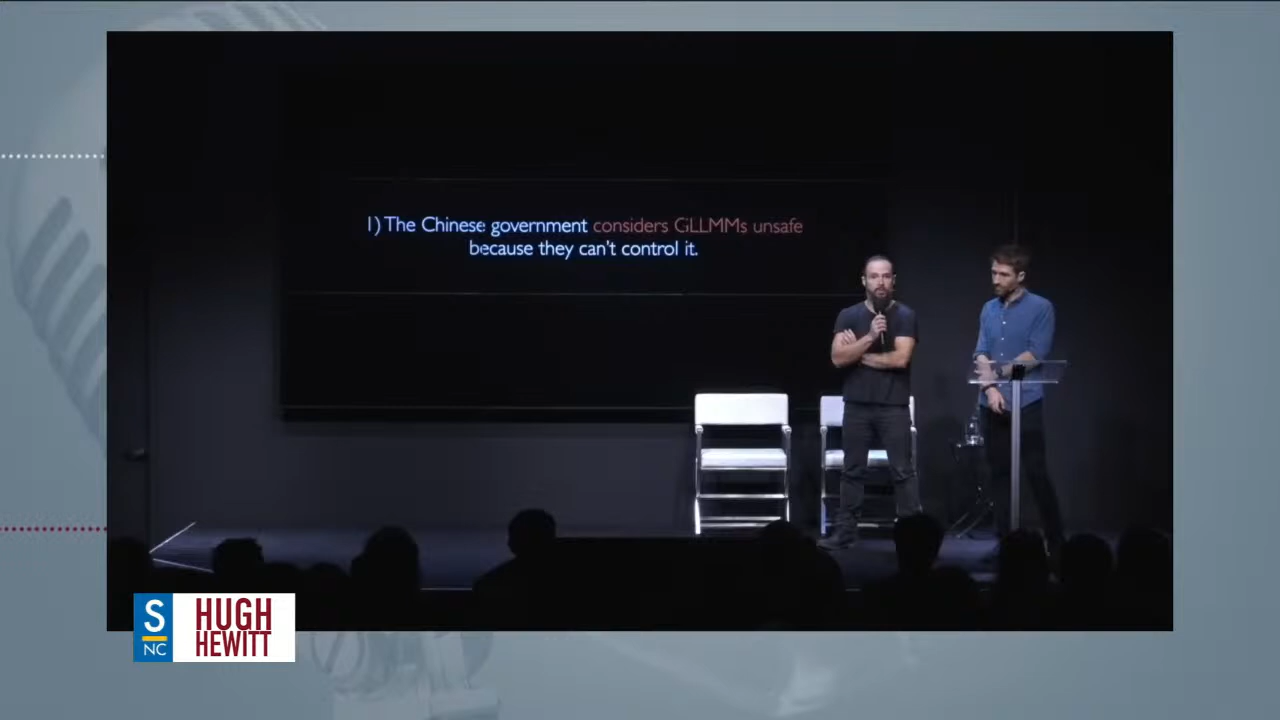 1) The Chinese government considers GLLMMs unsafe
because they can't control it.
S
NC
HUGH
HEWITT